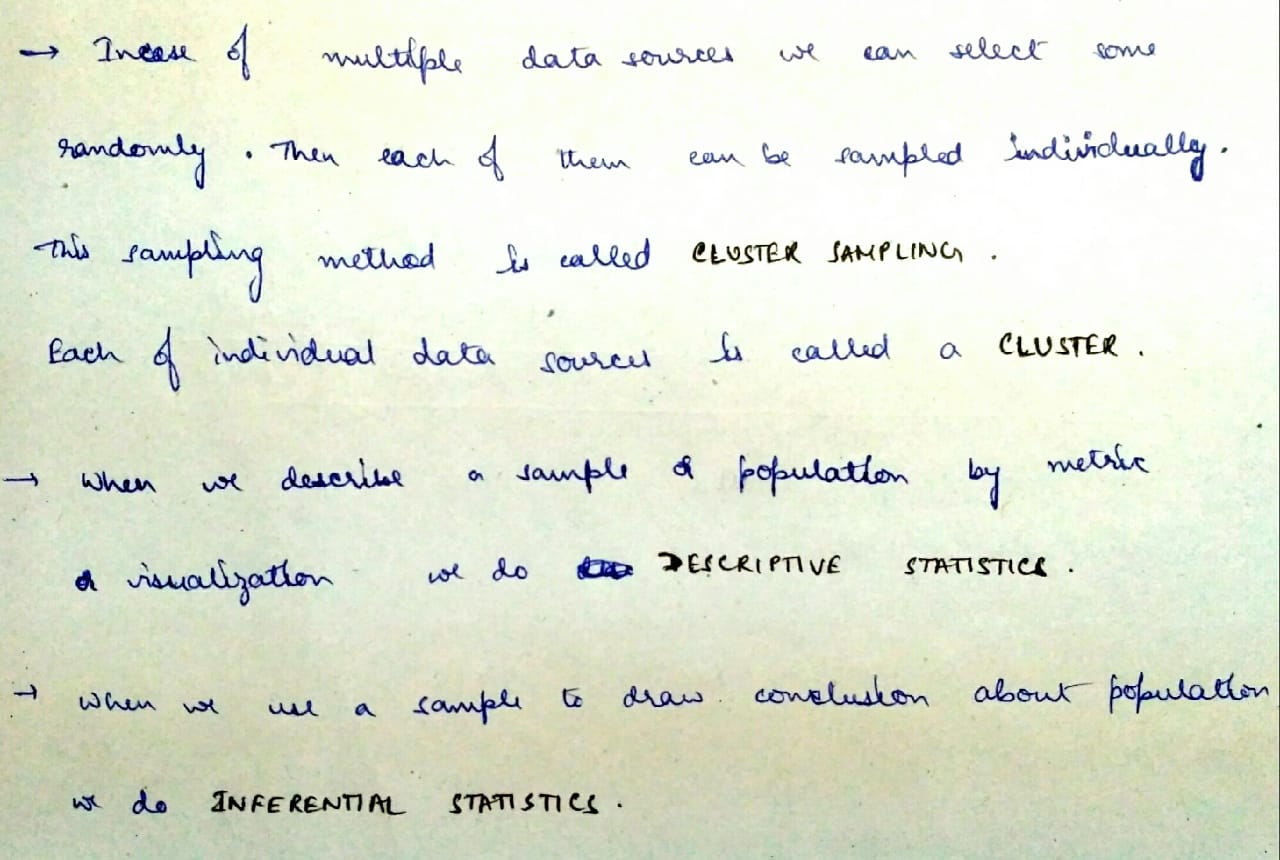 → Incase of multiple data sources we can select some
randomly. Then each of them can be sampled individually.
This sampling method is called CLUSTER SAMPLING.
Each of individual data sources is called a CLUSTER.
→ When we describe a sample or population by metric
or visualization we do DESCRIPTIVE STATISTICS.
→ When we use a sample to draw conclusion about population
we do INFERENTIAL STATISTICS.